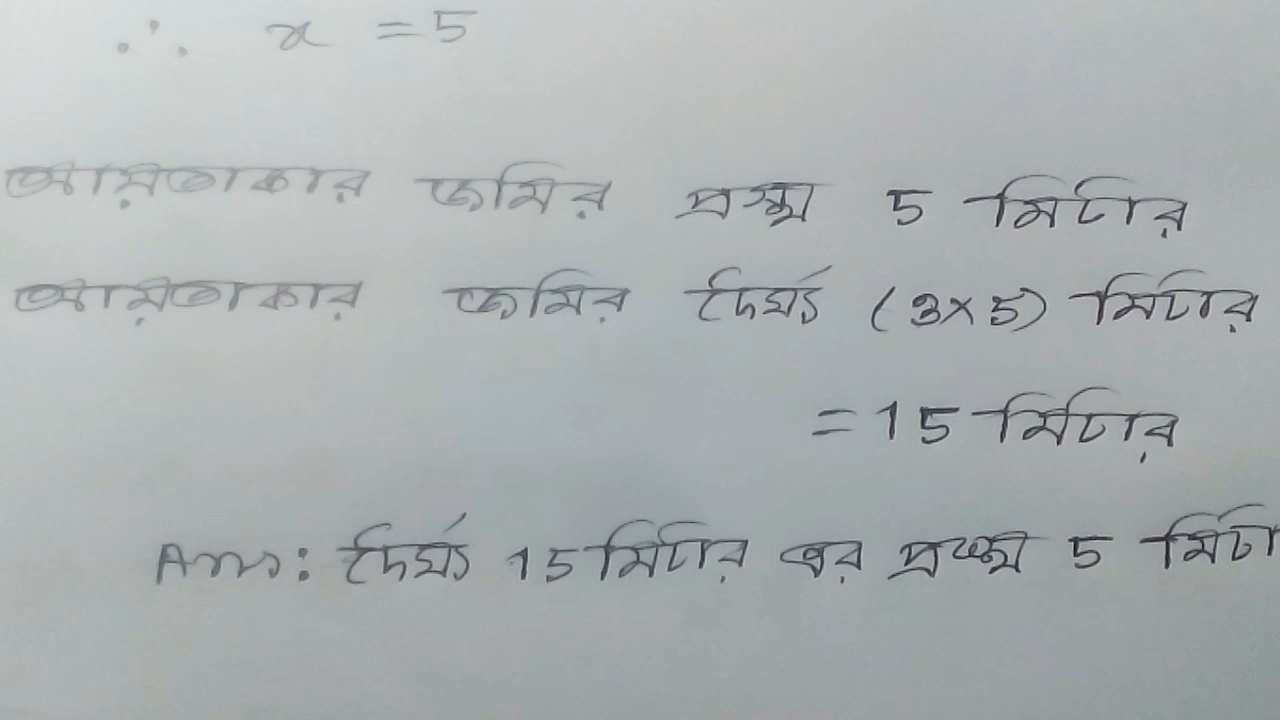 ∴ x = 5
আয়তাকার জমির প্রস্থ 5 মিটার
আয়তাকার জমির দৈর্ঘ্য (3×5) মিটার
= 15 মিটার
Ans: দৈর্ঘ্য 15 মিটার এর প্রস্থ 5 মিটা